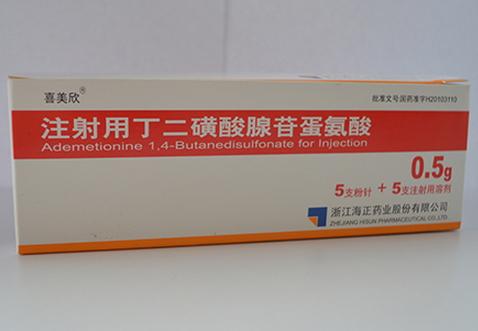 喜美欣®
批准文号:国药准字H20103110
注射用丁二磺酸腺苷蛋氨酸
Ademetionine 1,4-Butanedisulfonate for Injection
0.5g
5支粉针 + 5支注射用溶剂
浙江海正药业股份有限公司
ZHEJIANG HISUN PHARMACEUTICAL CO.,LTD.